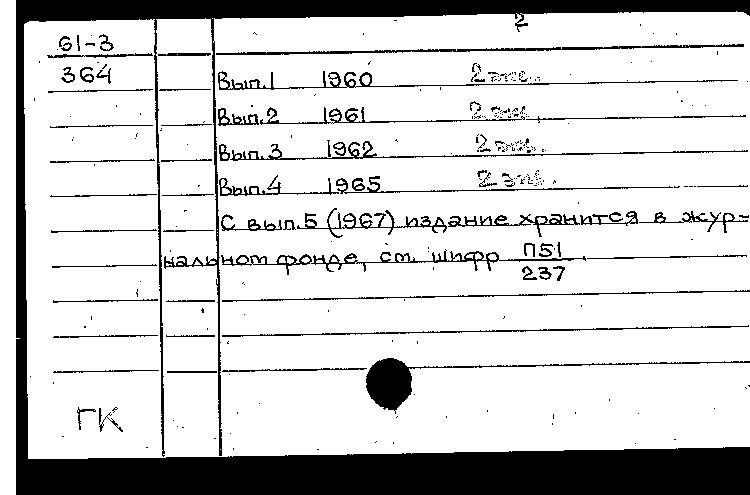 2
61-3
364
Вып.1 1960 2 экз.
Вып.2 1961 2 экз.
Вып.3 1962 2 экз.
Вып.4 1965 2 экз.
С вып.5 (1967) издание хранится в жур-
нальном фонде, см. шифр П51
237
ГК